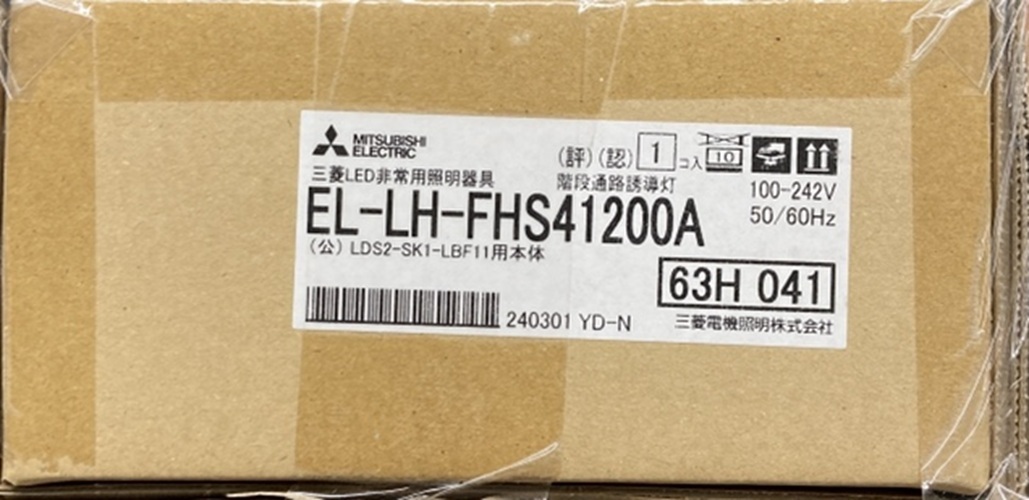 MITSUBISHI
ELECTRIC
(評)(認) 1 コ入
10
三菱LED非常用照明器具
階段通路誘導灯
100-242V
EL-LH-FHS41200A
50/60Hz
(公) LDS2-SK1-LBF11用本体
63H 041
240301 YD-N
三菱電機照明株式会社